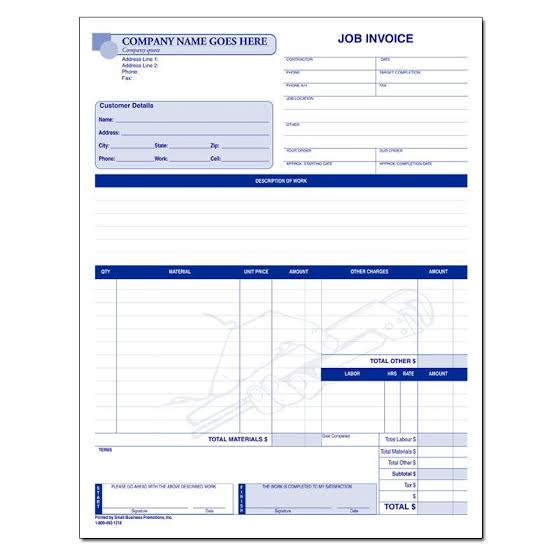 COMPANY NAME GOES HERE
Company quote
Address Line 1:
Address Line 2:
Phone:
Fax:
JOB INVOICE
CONTRACTOR DATE
PHONE TARGET COMPLETION
PHONE A/H FAX
JOB LOCATION
OTHER
YOUR ORDER OUR ORDER
APPROX. STARTING DATE APPROX. COMPLETION DATE
Customer Details
Name:
Address:
City: State: Zip:
Phone: Work: Cell:
DESCRIPTION OF WORK
QTY MATERIAL UNIT PRICE AMOUNT OTHER CHARGES AMOUNT
TOTAL OTHER $
LABOR HRS RATE AMOUNT
TOTAL MATERIALS $
Date Completed
Total Labour $
TERMS
Total Materials $
Total Other $
Subtotal $
Tax $
$
TOTAL $
START
PLEASE GO AHEAD WITH THE ABOVE DESCRIBED WORK
Signature Date
FINISH
THE WORK IS COMPLETED TO MY SATISFACTION.
Signature Date
Printed by Small Business Promotions, Inc.
1-800-493-1218